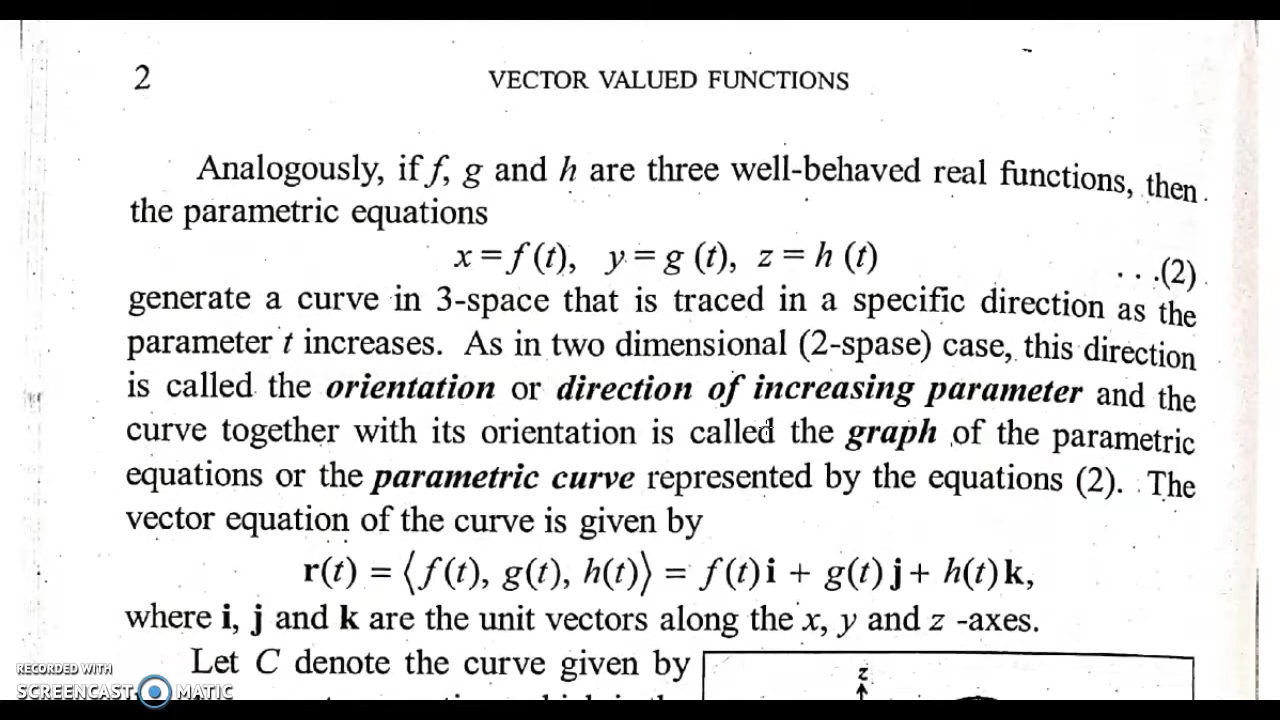 2
VECTOR VALUED FUNCTIONS
Analogously, if f, g and h are three well-behaved real functions, then
the parametric equations
x = f (t), y = g (t), z = h (t) . . .(2)
generate a curve in 3-space that is traced in a specific direction as the
parameter t increases. As in two dimensional (2-spase) case, this direction
is called the orientation or direction of increasing parameter and the
curve together with its orientation is called the graph of the parametric
equations or the parametric curve represented by the equations (2). The
vector equation of the curve is given by
r(t) = ⟨f(t), g(t), h(t)⟩ = f(t)i + g(t)j + h(t)k,
where i, j and k are the unit vectors along the x, y and z -axes.
Let C denote the curve given by
z
RECORDED WITH
SCREENCAST MATIC